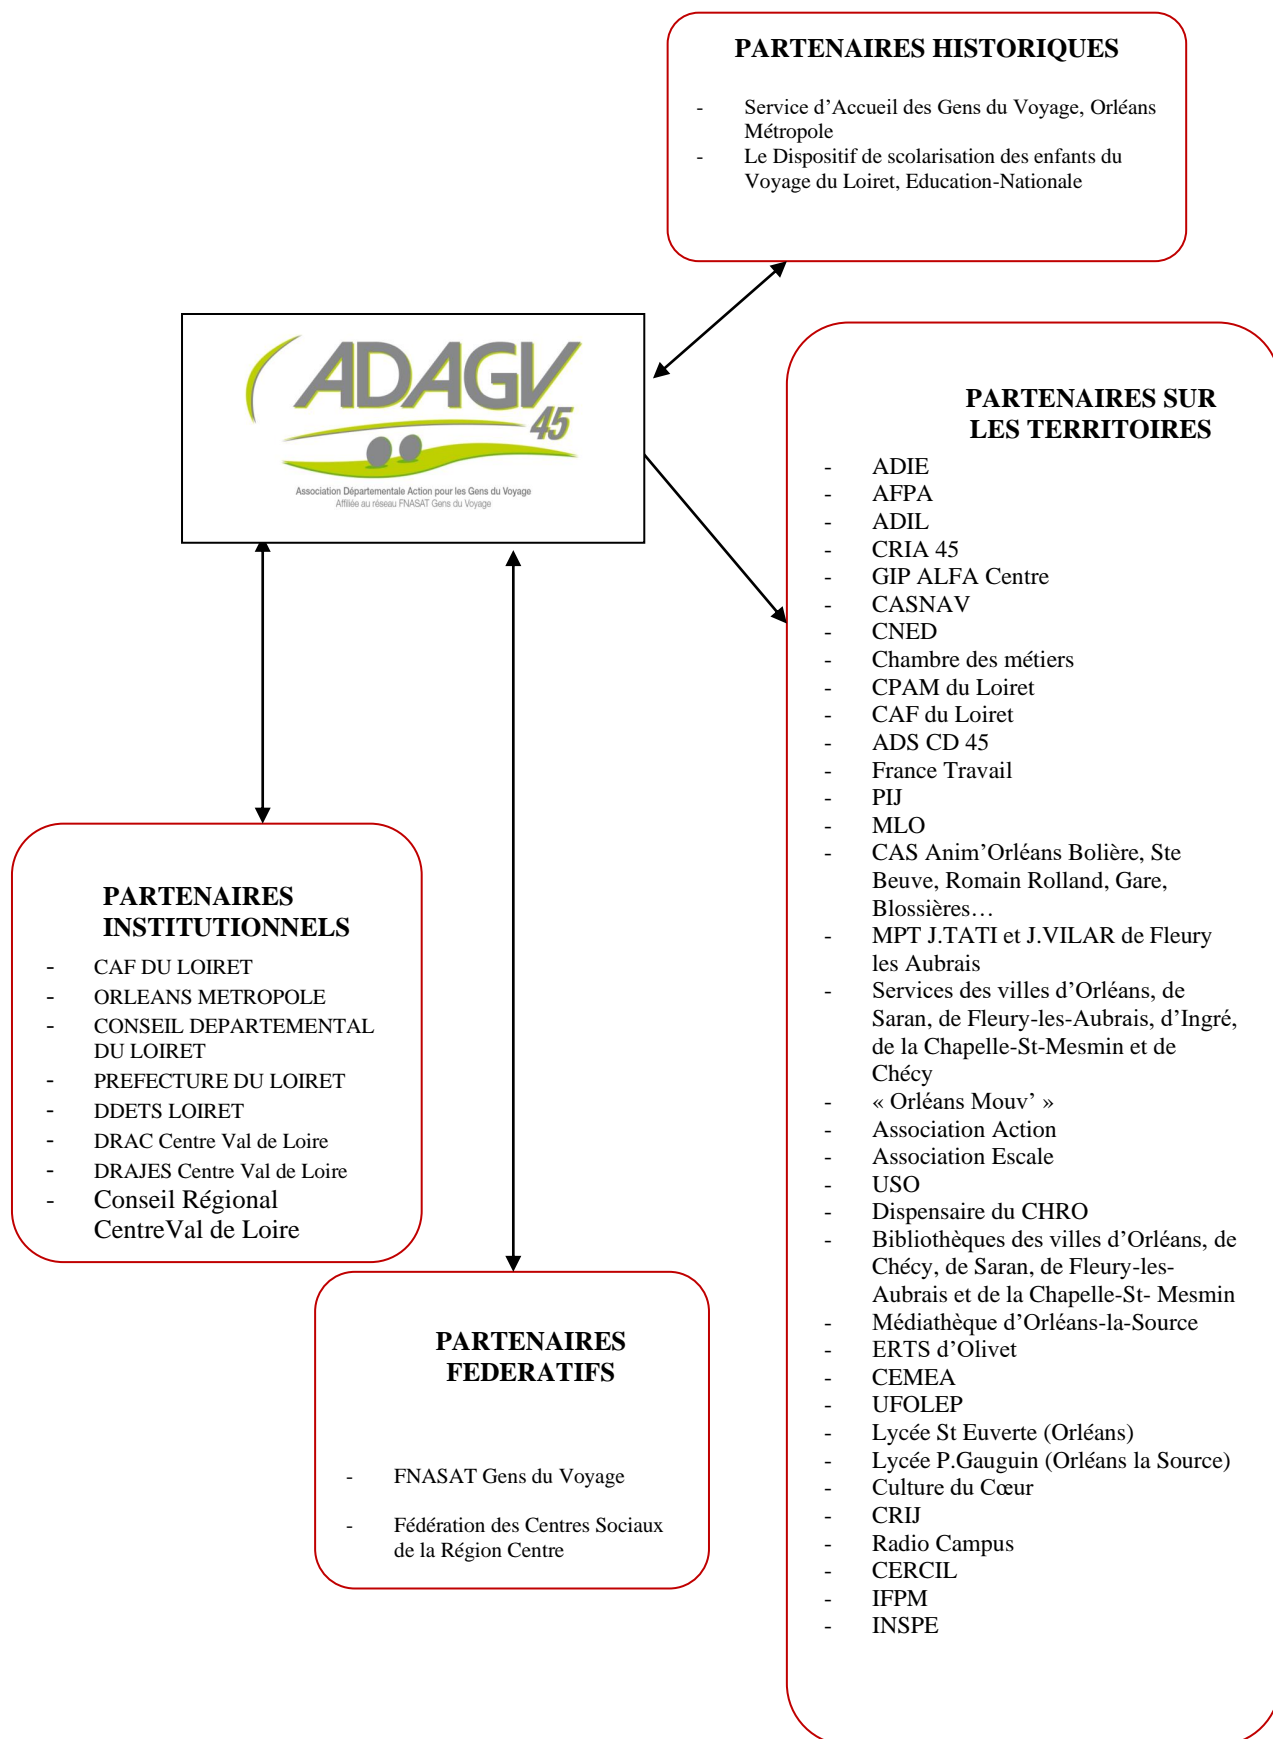 PARTENAIRES HISTORIQUES
- Service d’Accueil des Gens du Voyage, Orléans
Métropole
- Le Dispositif de scolarisation des enfants du
Voyage du Loiret, Education-Nationale
ADAGV
45
Association Départementale Action pour les Gens du Voyage
Affiliée au réseau FNASAT Gens du Voyage
PARTENAIRES SUR
LES TERRITOIRES
- ADIE
- AFPA
- ADIL
- CRIA 45
- GIP ALFA Centre
- CASNAV
- CNED
- Chambre des métiers
- CPAM du Loiret
- CAF du Loiret
- ADS CD 45
- France Travail
- PIJ
- MLO
- CAS Anim’Orléans Bolière, Ste
Beuve, Romain Rolland, Gare,
Blossières…
- MPT J.TATI et J.VILAR de Fleury
les Aubrais
- Services des villes d’Orléans, de
Saran, de Fleury-les-Aubrais, d’Ingré,
de la Chapelle-St-Mesmin et de
Chécy
- « Orléans Mouv’ »
- Association Action
- Association Escale
- USO
- Dispensaire du CHRO
- Bibliothèques des villes d’Orléans, de
Chécy, de Saran, de Fleury-les-
Aubrais et de la Chapelle-St- Mesmin
- Médiathèque d’Orléans-la-Source
- ERTS d’Olivet
- CEMEA
- UFOLEP
- Lycée St Euverte (Orléans)
- Lycée P.Gauguin (Orléans la Source)
- Culture du Cœur
- CRIJ
- Radio Campus
- CERCIL
- IFPM
- INSPE
PARTENAIRES
INSTITUTIONNELS
- CAF DU LOIRET
- ORLEANS METROPOLE
- CONSEIL DEPARTEMENTAL
DU LOIRET
- PREFECTURE DU LOIRET
- DDETS LOIRET
- DRAC Centre Val de Loire
- DRAJES Centre Val de Loire
- Conseil Régional
CentreVal de Loire
PARTENAIRES
FEDERATIFS
- FNASAT Gens du Voyage
- Fédération des Centres Sociaux
de la Région Centre